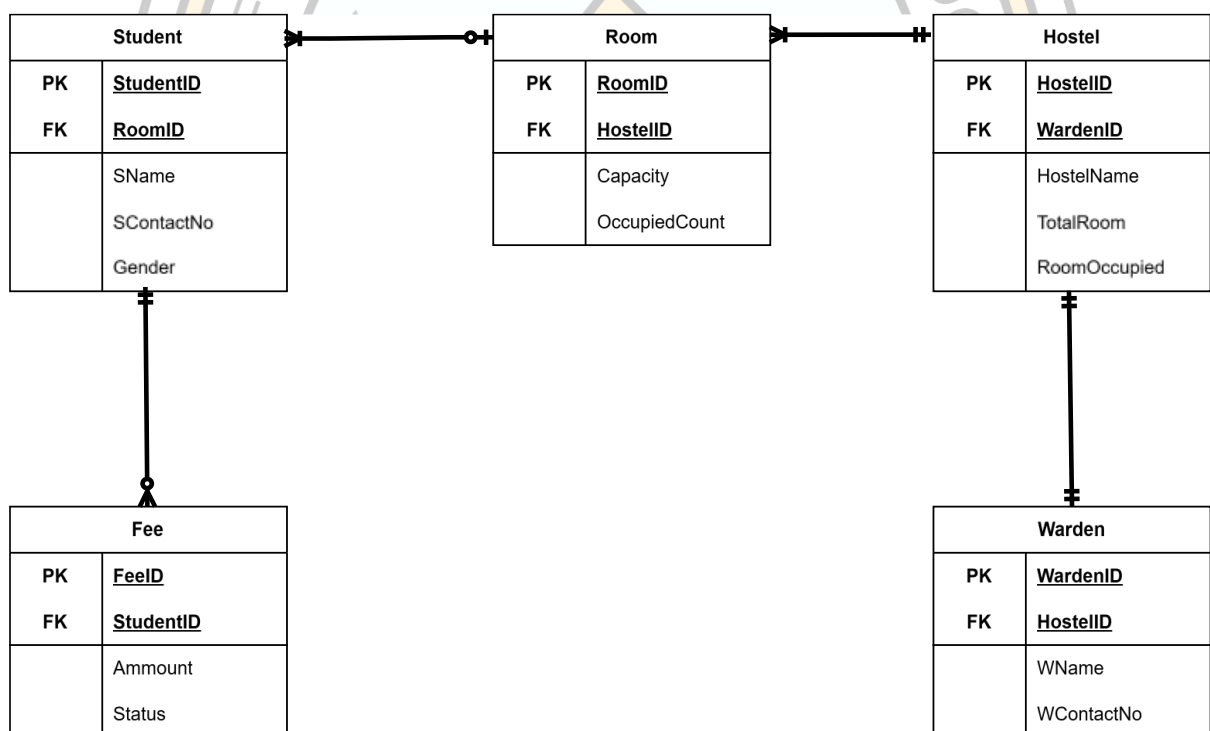 Student
PK StudentID
FK RoomID
SName
SContactNo
Gender
Room
PK RoomID
FK HostelID
Capacity
OccupiedCount
Hostel
PK HostelID
FK WardenID
HostelName
TotalRoom
RoomOccupied
Fee
PK FeeID
FK StudentID
Ammount
Status
Warden
PK WardenID
FK HostelID
WName
WContactNo